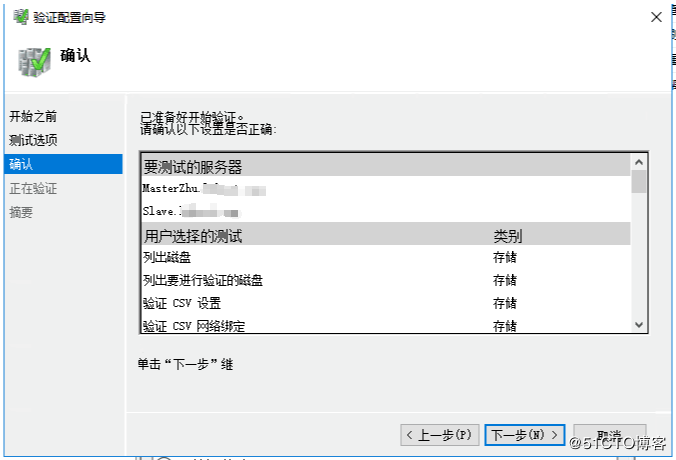 验证配置向导
确认
开始之前
测试选项
确认
正在验证
摘要
已准备好开始验证。
请确认以下设置是否正确:
要测试的服务器
MasterZhu.
Slave.
用户选择的测试 类别
列出磁盘 存储
列出要进行验证的磁盘 存储
验证 CSV 设置 存储
验证 CSV 网络绑定 存储
单击“下一步”继
< 上一步(P) 下一步(N) > 取消
@51CTO博客